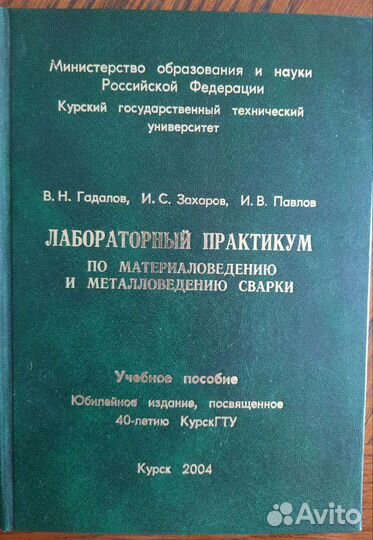 Министерство образования и науки
Российской Федерации
Курский государственный технический
университет
В. Н. Гадалов, И. С. Захаров, И. В. Павлов
ЛАБОРАТОРНЫЙ ПРАКТИКУМ
ПО МАТЕРИАЛОВЕДЕНИЮ
И МЕТАЛЛОВЕДЕНИЮ СВАРКИ
Учебное пособие
Юбилейное издание, посвященное
40-летию КурскГТУ
Курск 2004
Avito